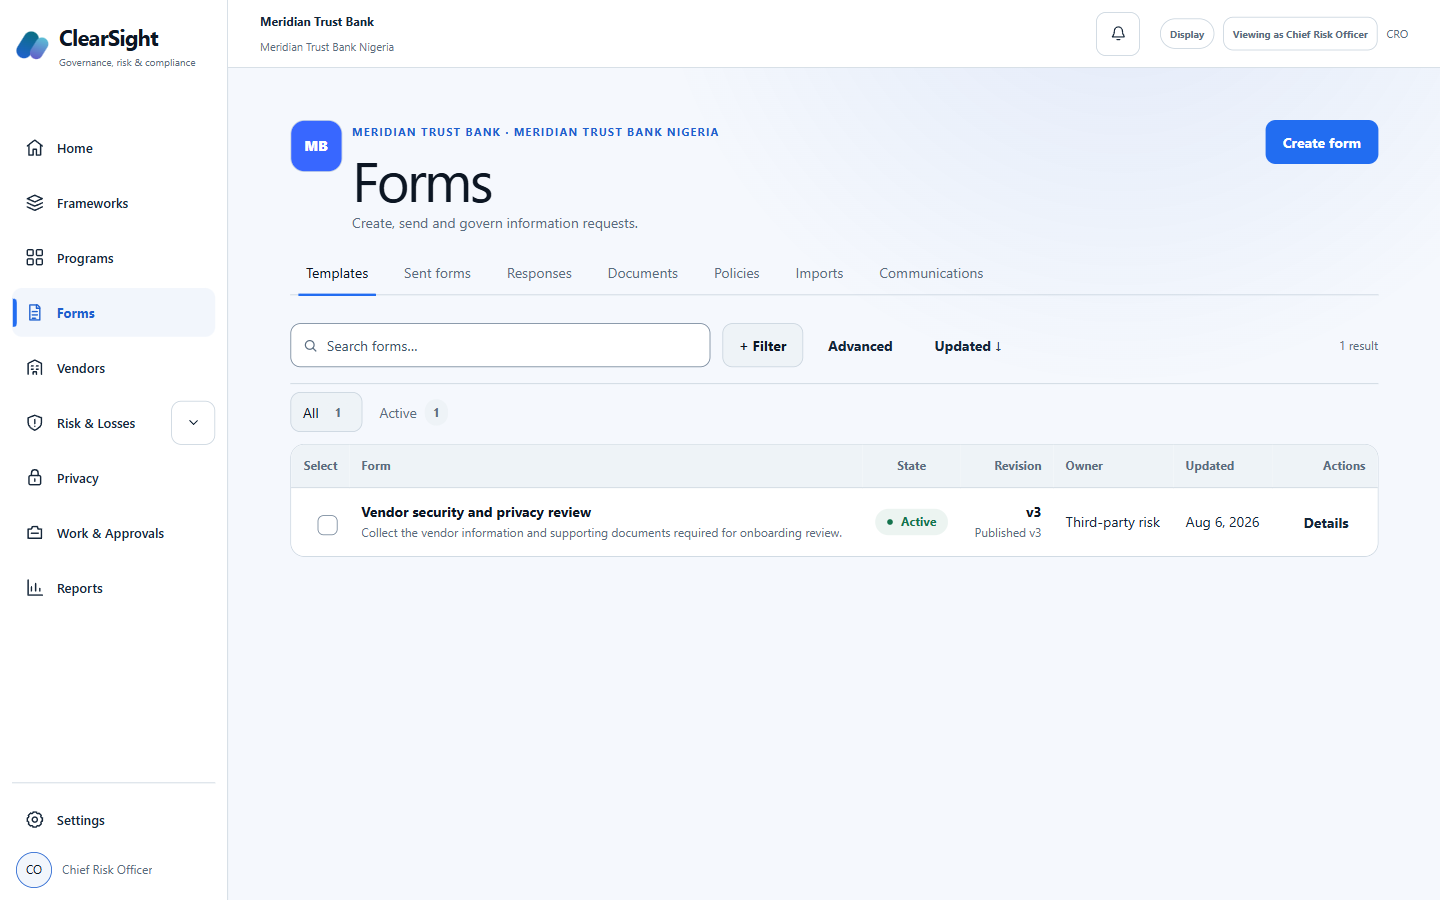 ClearSight
Governance, risk & compliance
Home
Frameworks
Programs
Forms
Vendors
Risk & Losses
Privacy
Work & Approvals
Reports
Settings
CO
Chief Risk Officer
Meridian Trust Bank
Meridian Trust Bank Nigeria
Display
Viewing as Chief Risk Officer
CRO
MB
MERIDIAN TRUST BANK · MERIDIAN TRUST BANK NIGERIA
Forms
Create, send and govern information requests.
Create form
Templates
Sent forms
Responses
Documents
Policies
Imports
Communications
Search forms...
+ Filter
Advanced
Updated ↓
1 result
All 1
Active 1
Select Form State Revision Owner Updated Actions
Vendor security and privacy review
Collect the vendor information and supporting documents required for onboarding review.
Active
v3
Published v3
Third-party risk
Aug 6, 2026
Details